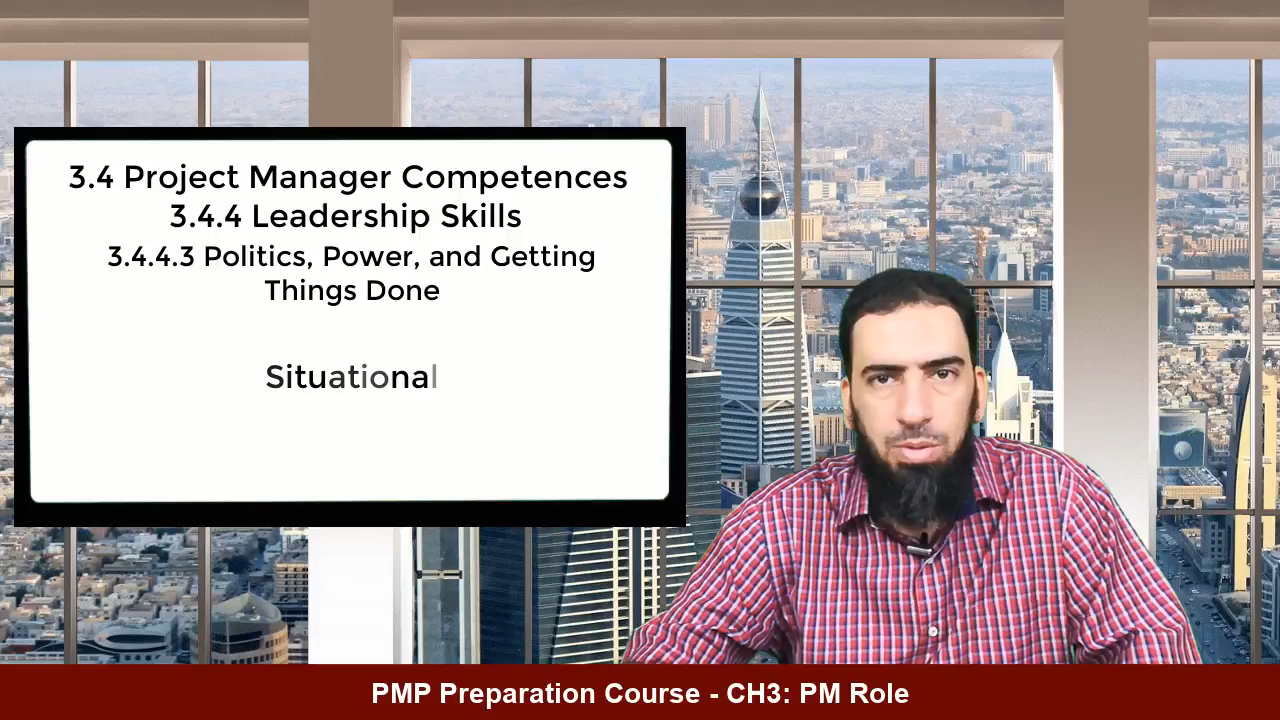 3.4 Project Manager Competences
3.4.4 Leadership Skills
3.4.4.3 Politics, Power, and Getting
Things Done
Situational
PMP Preparation Course - CH3: PM Role